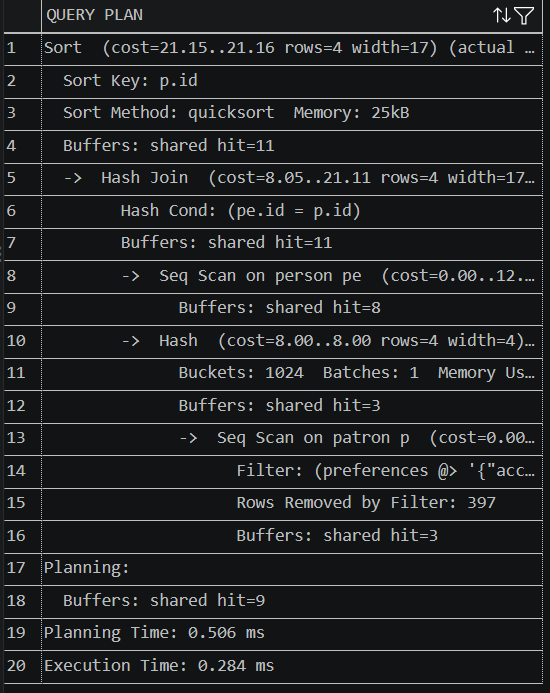 QUERY PLAN
1 Sort (cost=21.15..21.16 rows=4 width=17) (actual …
2 Sort Key: p.id
3 Sort Method: quicksort Memory: 25kB
4 Buffers: shared hit=11
5 -> Hash Join (cost=8.05..21.11 rows=4 width=17…
6 Hash Cond: (pe.id = p.id)
7 Buffers: shared hit=11
8 -> Seq Scan on person pe (cost=0.00..12.…
9 Buffers: shared hit=8
10 -> Hash (cost=8.00..8.00 rows=4 width=4)…
11 Buckets: 1024 Batches: 1 Memory Us…
12 Buffers: shared hit=3
13 -> Seq Scan on patron p (cost=0.00…
14 Filter: (preferences @> '{"acc…
15 Rows Removed by Filter: 397
16 Buffers: shared hit=3
17 Planning:
18 Buffers: shared hit=9
19 Planning Time: 0.506 ms
20 Execution Time: 0.284 ms